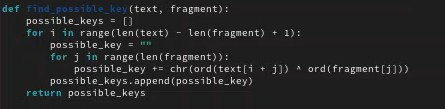 def find_possible_key(text, fragment):
    possible_keys = []
    for i in range(len(text) - len(fragment) + 1):
        possible_key = ""
        for j in range(len(fragment)):
            possible_key += chr(ord(text[i + j]) ^ ord(fragment[j]))
        possible_keys.append(possible_key)
    return possible_keys